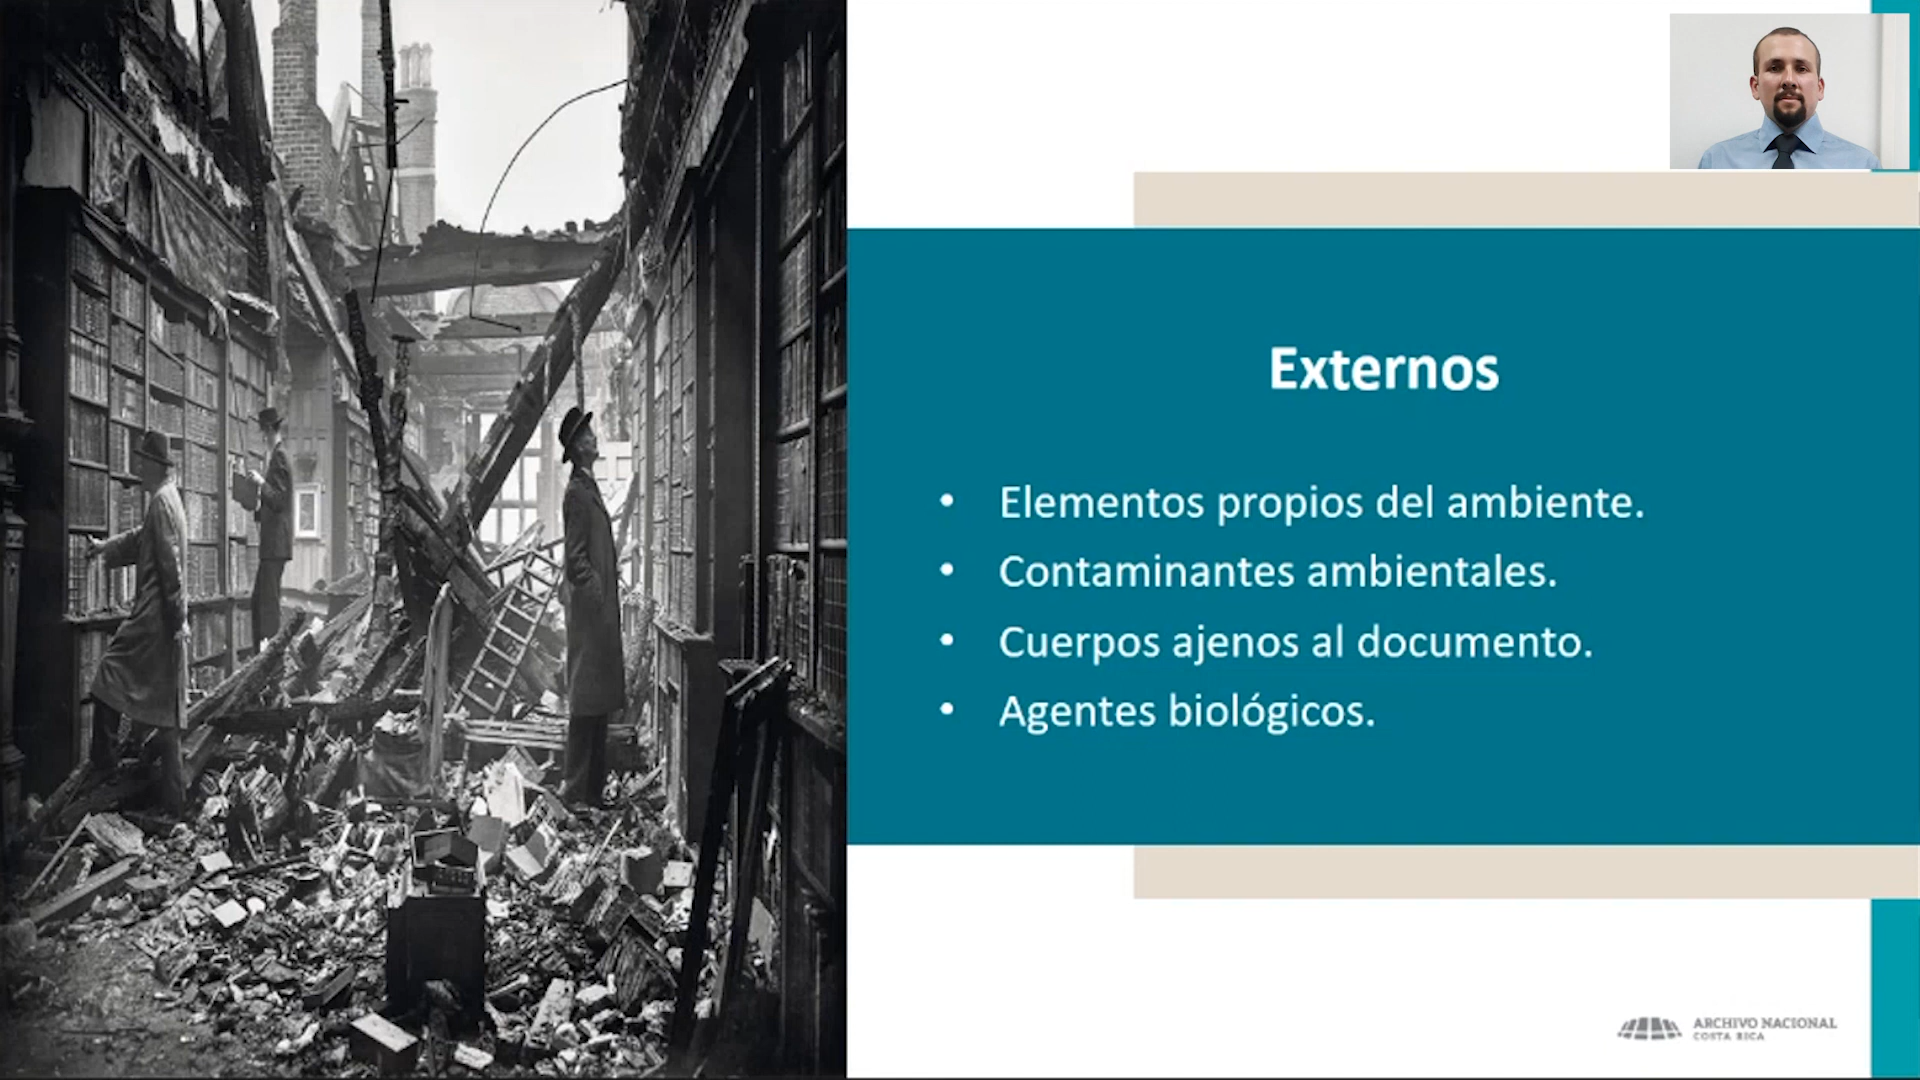 Externos
• Elementos propios del ambiente.
• Contaminantes ambientales.
• Cuerpos ajenos al documento.
• Agentes biológicos.
ARCHIVO NACIONAL
COSTA RICA